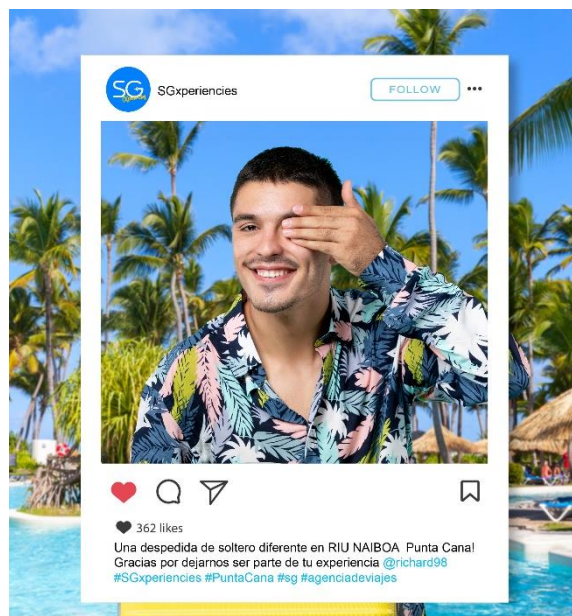 SG
SGxperiencies
FOLLOW
362 likes
Una despedida de soltero diferente en RIU NAIBOA Punta Cana!
Gracias por dejarnos ser parte de tu experiencia @richard98
#SGxperiencies #PuntaCana #sg #agenciadeviajes